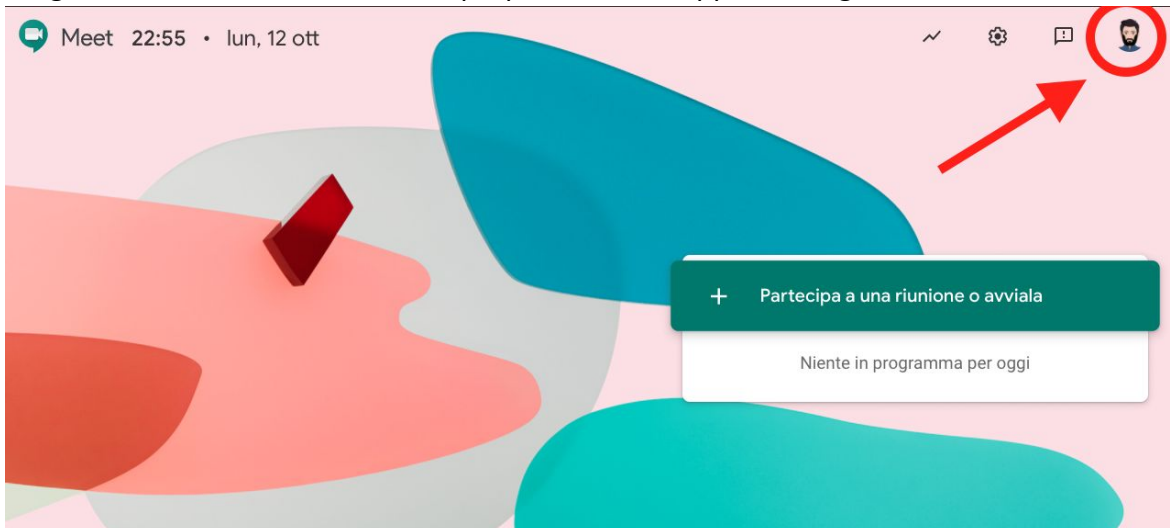 Meet 22:55 • lun, 12 ott
+ Partecipa a una riunione o avviala
Niente in programma per oggi